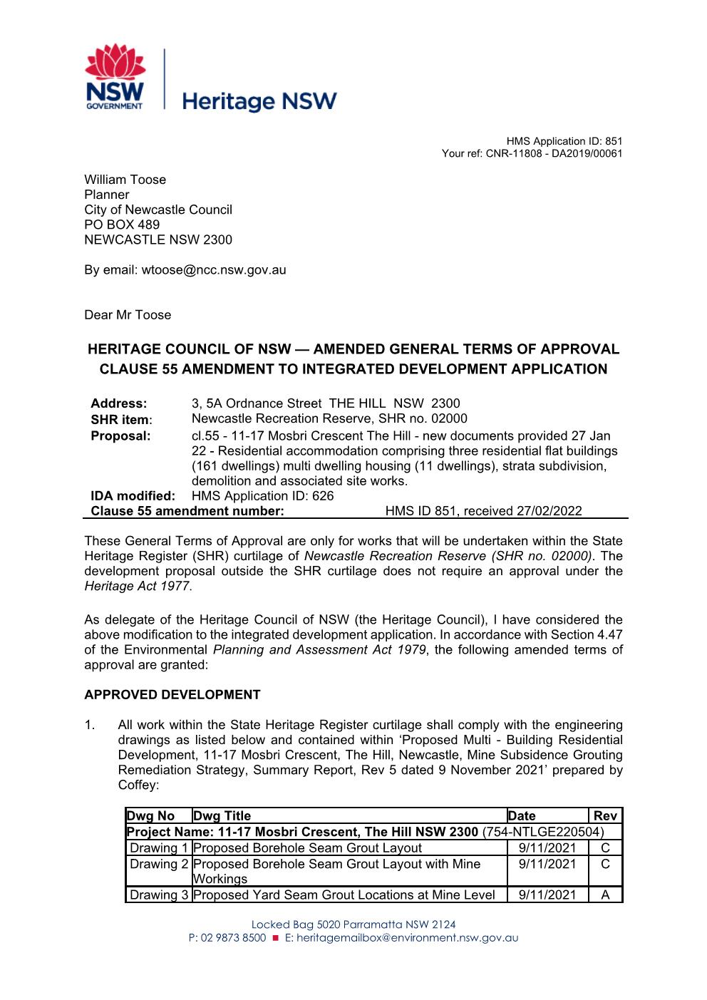 NSW
GOVERNMENT
Heritage NSW
HMS Application ID: 851
Your ref: CNR-11808 - DA2019/00061
William Toose
Planner
City of Newcastle Council
PO BOX 489
NEWCASTLE NSW 2300
By email: wtoose@ncc.nsw.gov.au
Dear Mr Toose
HERITAGE COUNCIL OF NSW — AMENDED GENERAL TERMS OF APPROVAL
CLAUSE 55 AMENDMENT TO INTEGRATED DEVELOPMENT APPLICATION
Address: 3, 5A Ordnance Street THE HILL NSW 2300
SHR item: Newcastle Recreation Reserve, SHR no. 02000
Proposal: cl.55 - 11-17 Mosbri Crescent The Hill - new documents provided 27 Jan
22 - Residential accommodation comprising three residential flat buildings
(161 dwellings) multi dwelling housing (11 dwellings), strata subdivision,
demolition and associated site works.
IDA modified: HMS Application ID: 626
Clause 55 amendment number: HMS ID 851, received 27/02/2022
These General Terms of Approval are only for works that will be undertaken within the State
Heritage Register (SHR) curtilage of Newcastle Recreation Reserve (SHR no. 02000). The
development proposal outside the SHR curtilage does not require an approval under the
Heritage Act 1977.
As delegate of the Heritage Council of NSW (the Heritage Council), I have considered the
above modification to the integrated development application. In accordance with Section 4.47
of the Environmental Planning and Assessment Act 1979, the following amended terms of
approval are granted:
APPROVED DEVELOPMENT
1. All work within the State Heritage Register curtilage shall comply with the engineering
drawings as listed below and contained within ‘Proposed Multi - Building Residential
Development, 11-17 Mosbri Crescent, The Hill, Newcastle, Mine Subsidence Grouting
Remediation Strategy, Summary Report, Rev 5 dated 9 November 2021’ prepared by
Coffey:
Dwg No Dwg Title Date Rev
Project Name: 11-17 Mosbri Crescent, The Hill NSW 2300 (754-NTLGE220504)
Drawing 1 Proposed Borehole Seam Grout Layout 9/11/2021 C
Drawing 2 Proposed Borehole Seam Grout Layout with Mine 9/11/2021 C
Workings
Drawing 3 Proposed Yard Seam Grout Locations at Mine Level 9/11/2021 A
Locked Bag 5020 Parramatta NSW 2124
P: 02 9873 8500 ■ E: heritagemailbox@environment.nsw.gov.au